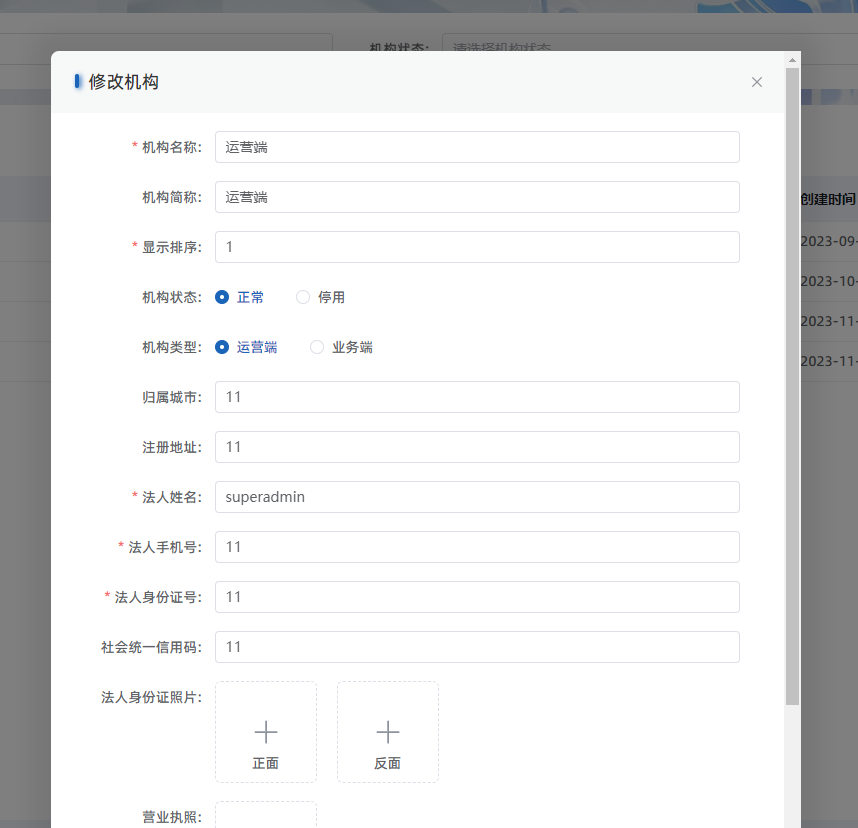 机构状态： 请选择机构状态
修改机构
* 机构名称： 运营端
机构简称： 运营端
创建时间
* 显示排序： 1
2023-09-
2023-10-
机构状态： 正常 停用
2023-11-
机构类型： 运营端 业务端
2023-11-
归属城市： 11
注册地址： 11
* 法人姓名： superadmin
* 法人手机号： 11
* 法人身份证号： 11
社会统一信用码： 11
法人身份证照片：
正面 反面
营业执照：